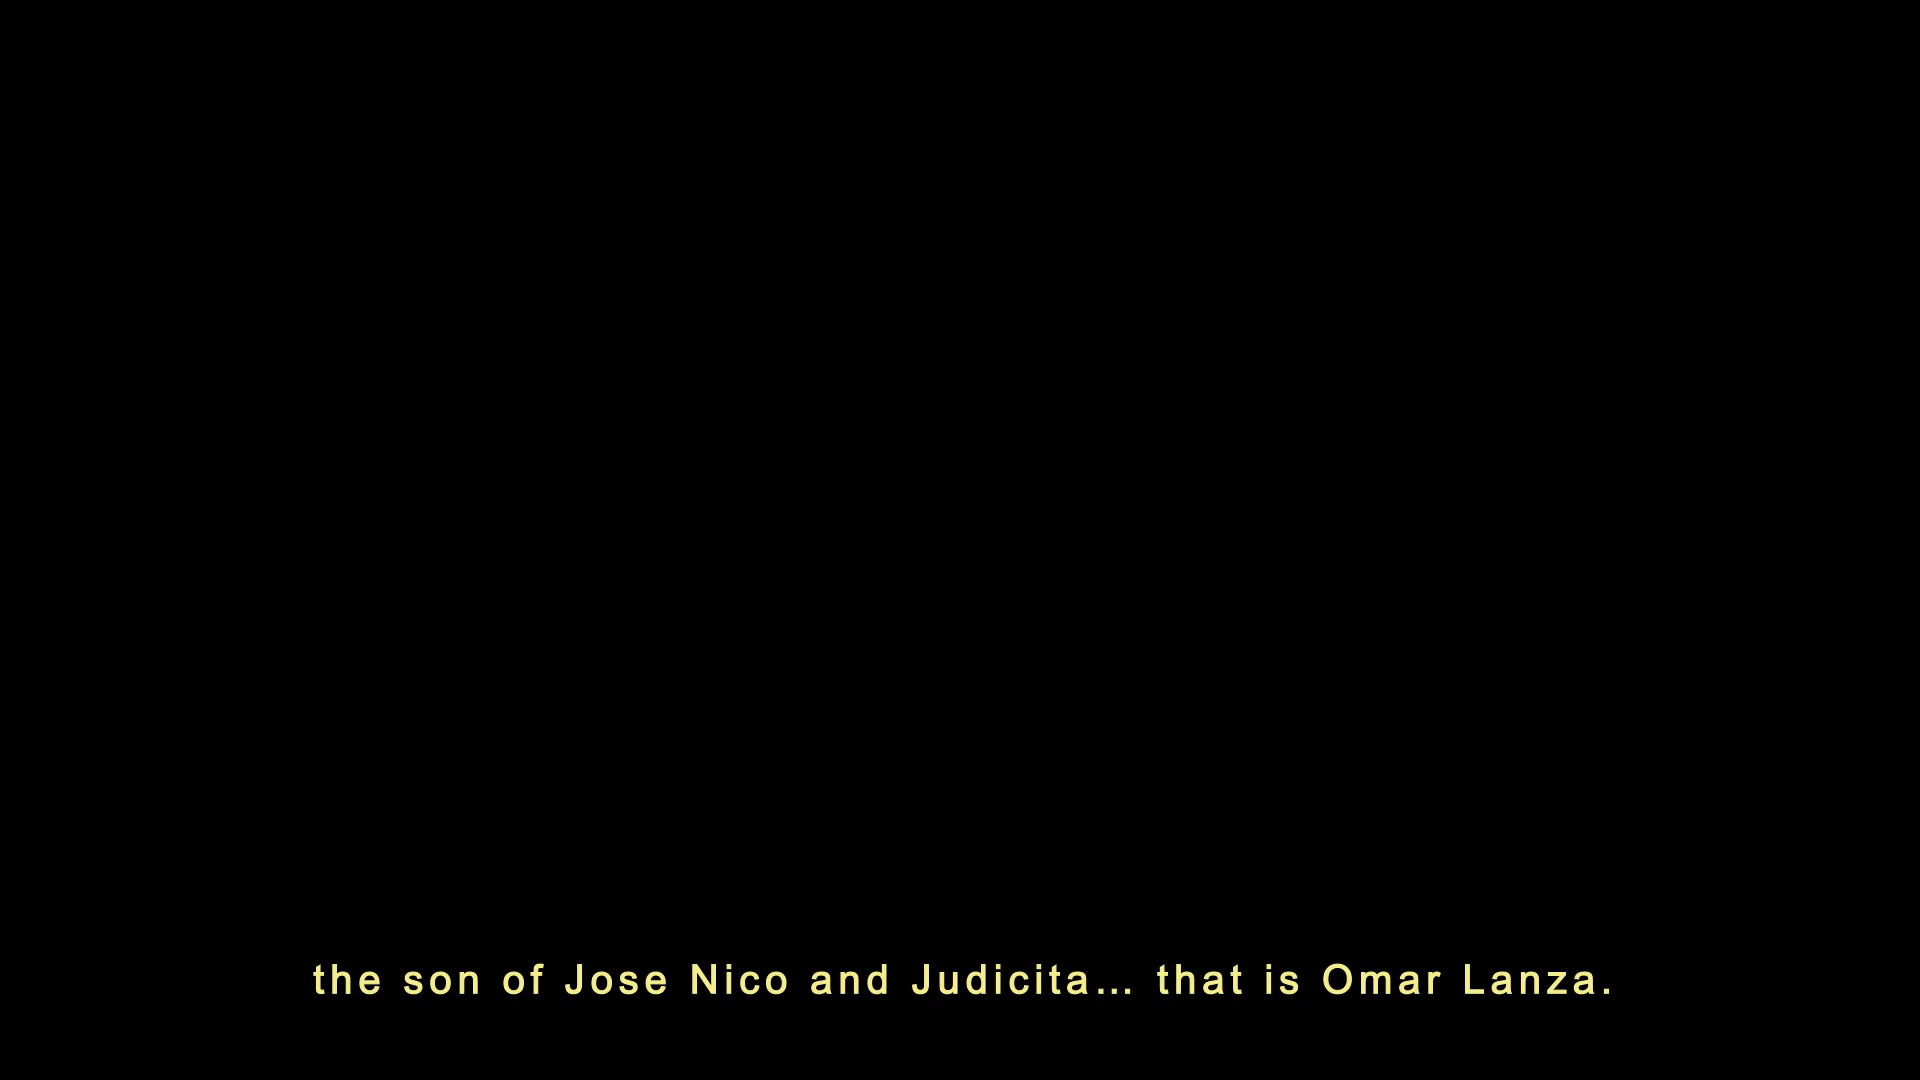 the son of Jose Nico and Judicita… that is Omar Lanza.